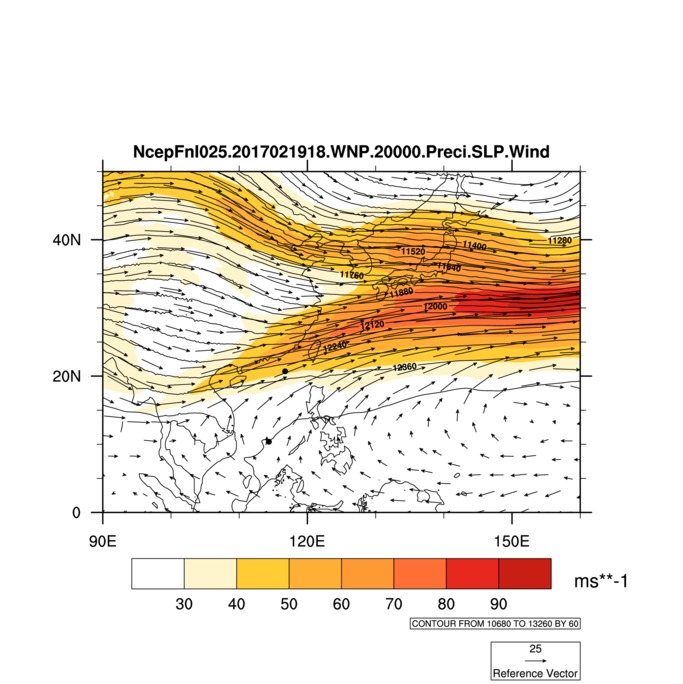 NcepFnl025.2017021918.WNP.20000.Preci.SLP.Wind
40N
20N
0
11280
11400
11520
11640
11760
11880
12000
12120
12240
12360
90E 120E 150E
30 40 50 60 70 80 90
ms**-1
CONTOUR FROM 10680 TO 13260 BY 60
25
Reference Vector